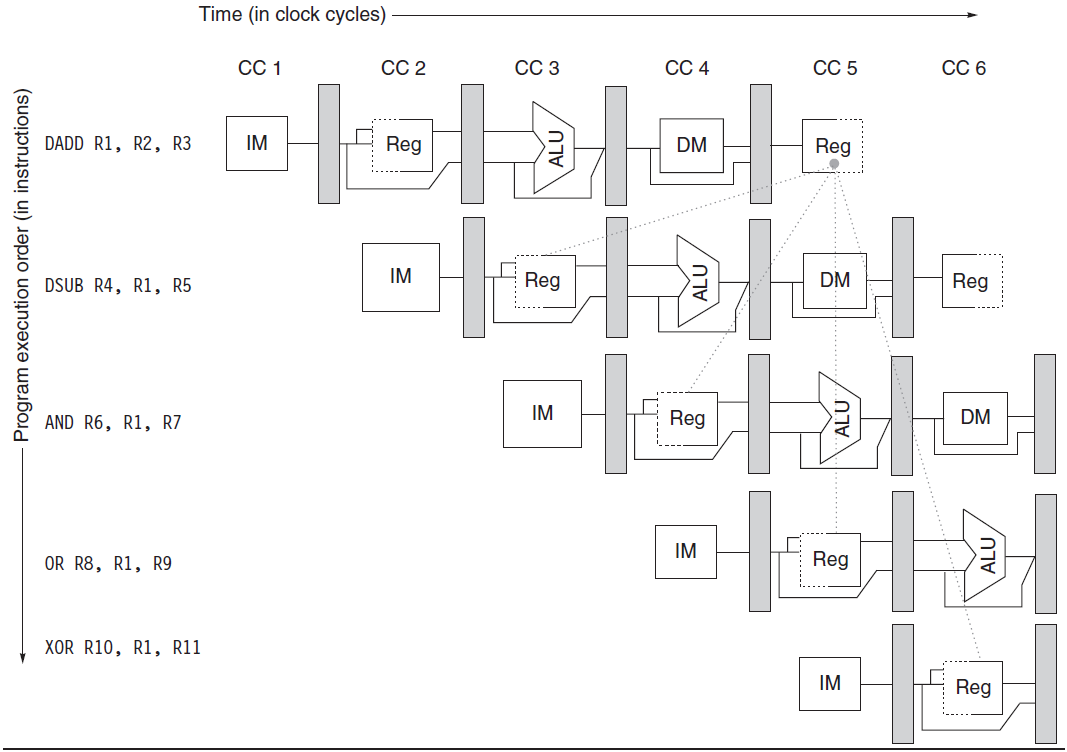 Time (in clock cycles)
CC 1 CC 2 CC 3 CC 4 CC 5 CC 6
Program execution order (in instructions)
DADD R1, R2, R3 IM Reg ALU DM Reg
DSUB R4, R1, R5 IM Reg ALU DM Reg
AND R6, R1, R7 IM Reg ALU DM
OR R8, R1, R9 IM Reg ALU
XOR R10, R1, R11 IM Reg